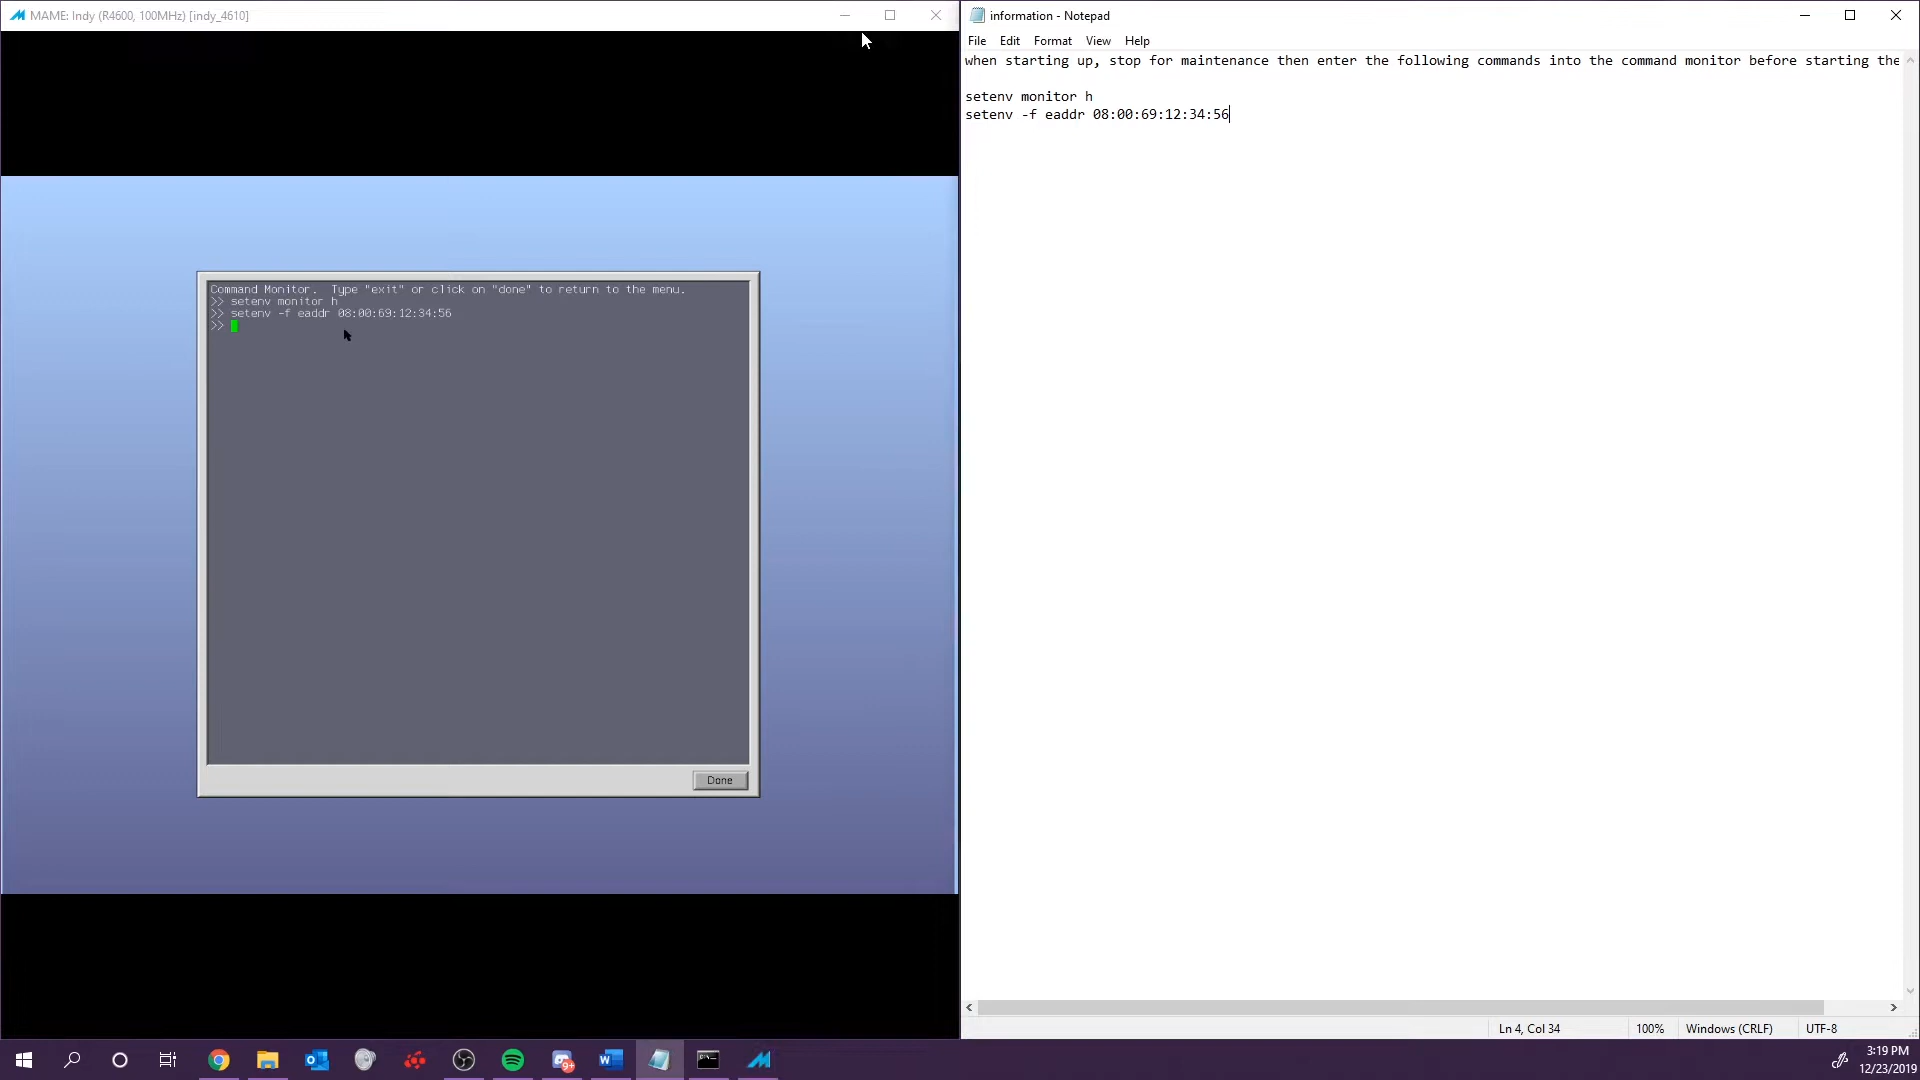 MAME: Indy (R4600, 100MHz) [indy_4610]
Command Monitor. Type "exit" or click on "done" to return to the menu.
>> setenv monitor h
>> setenv -f eaddr 08:00:69:12:34:56
>>
Done
information - Notepad
File Edit Format View Help
when starting up, stop for maintenance then enter the following commands into the command monitor before starting the
setenv monitor h
setenv -f eaddr 08:00:69:12:34:56
Ln 4, Col 34 100% Windows (CRLF) UTF-8
9+
3:19 PM
12/23/2019